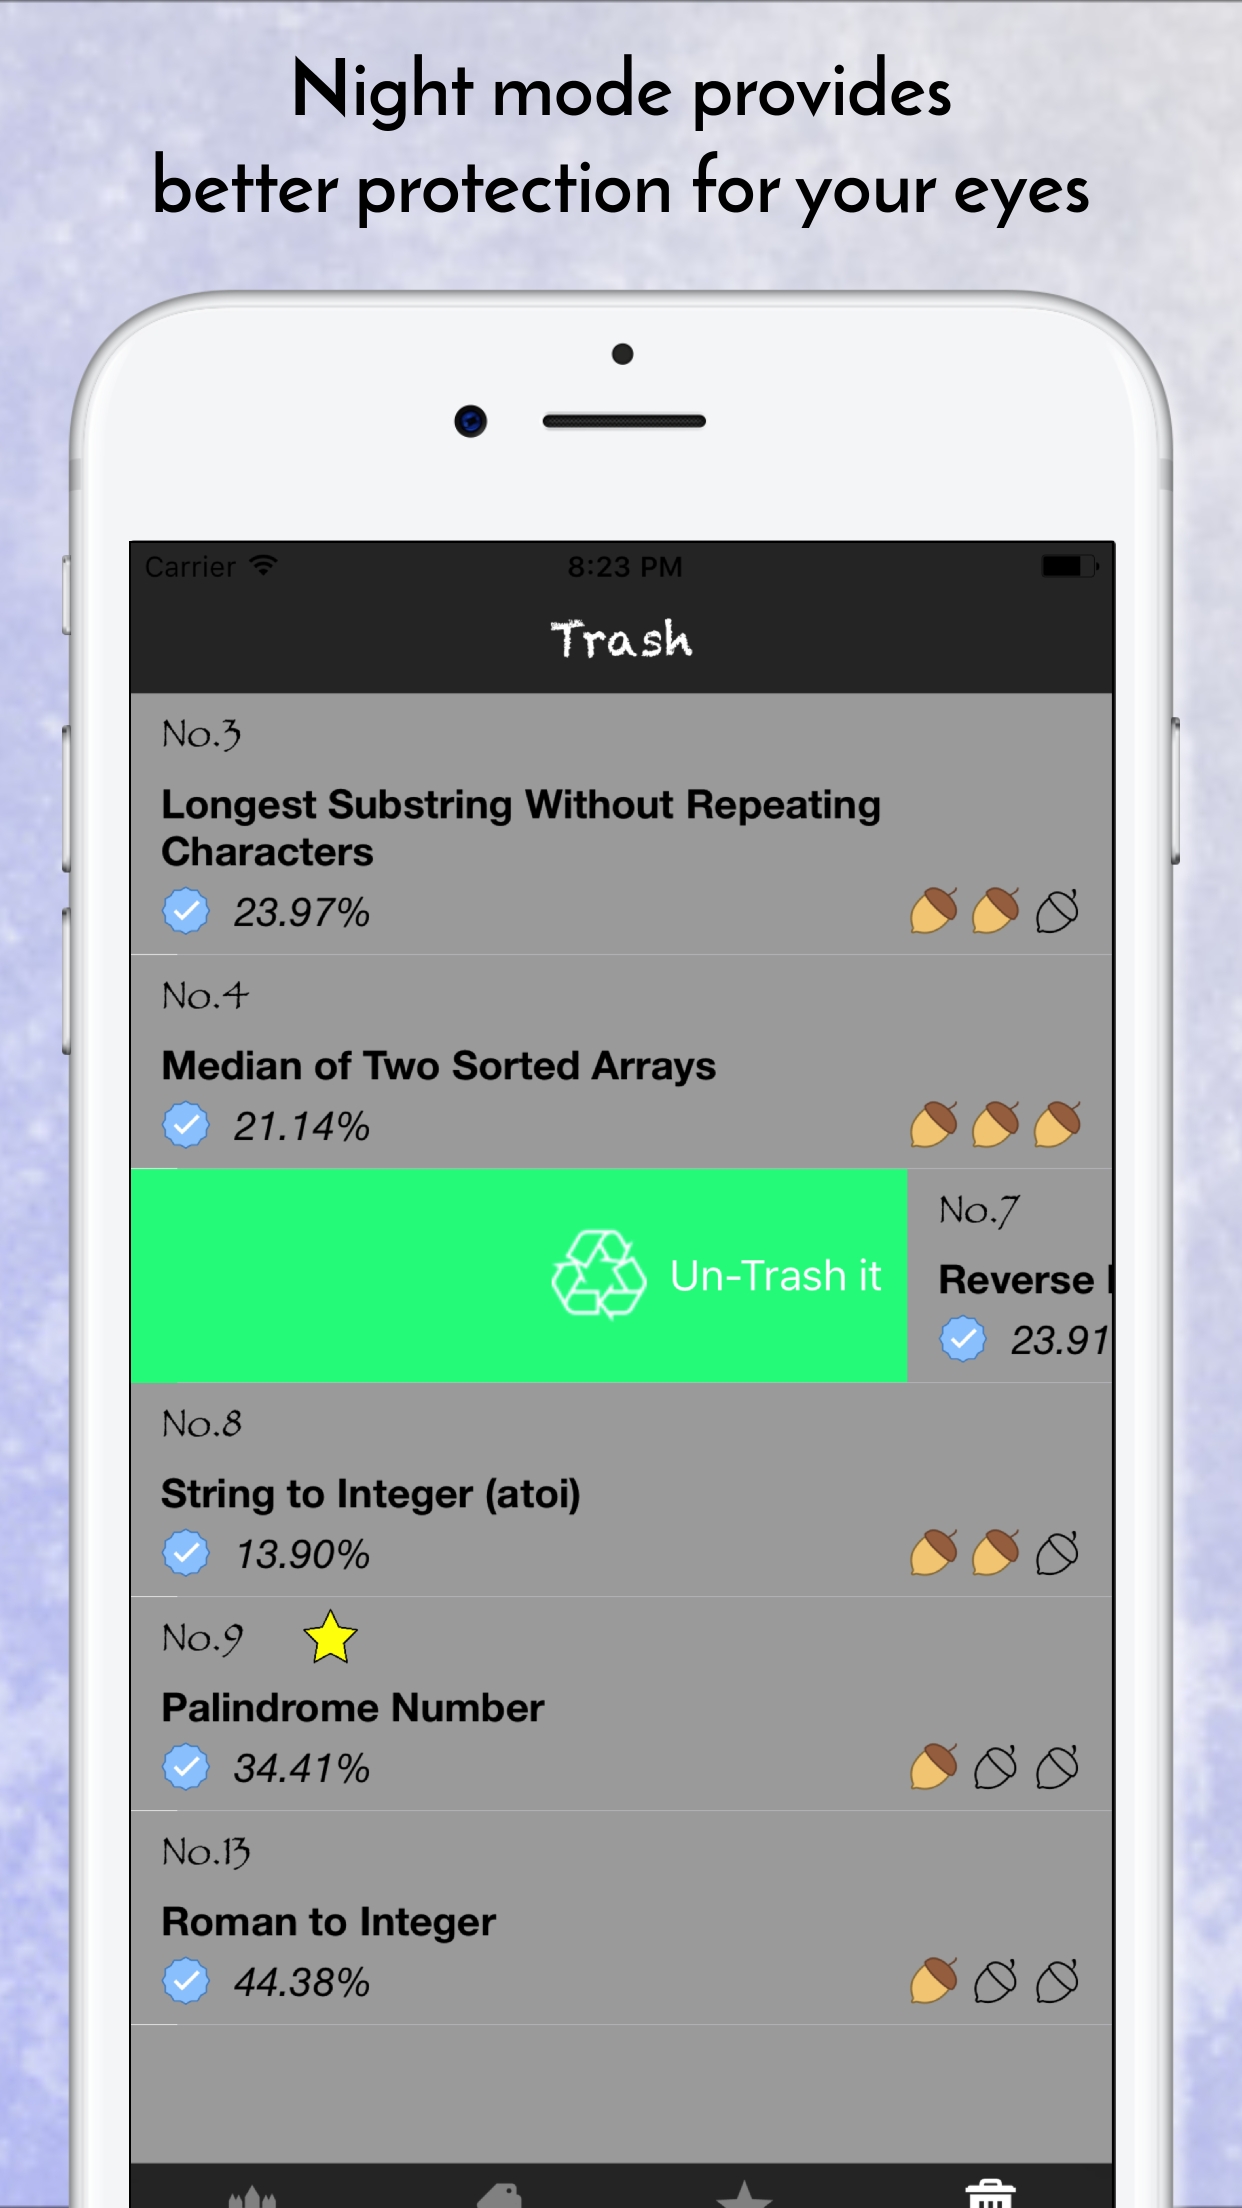 Night mode provides
better protection for your eyes
Carrier 8:23 PM
Trash
No.3
Longest Substring Without Repeating
Characters
23.97%
No.4
Median of Two Sorted Arrays
21.14%
Un-Trash it
No.7
Reverse
23.91
No.8
String to Integer (atoi)
13.90%
No.9
Palindrome Number
34.41%
No.13
Roman to Integer
44.38%